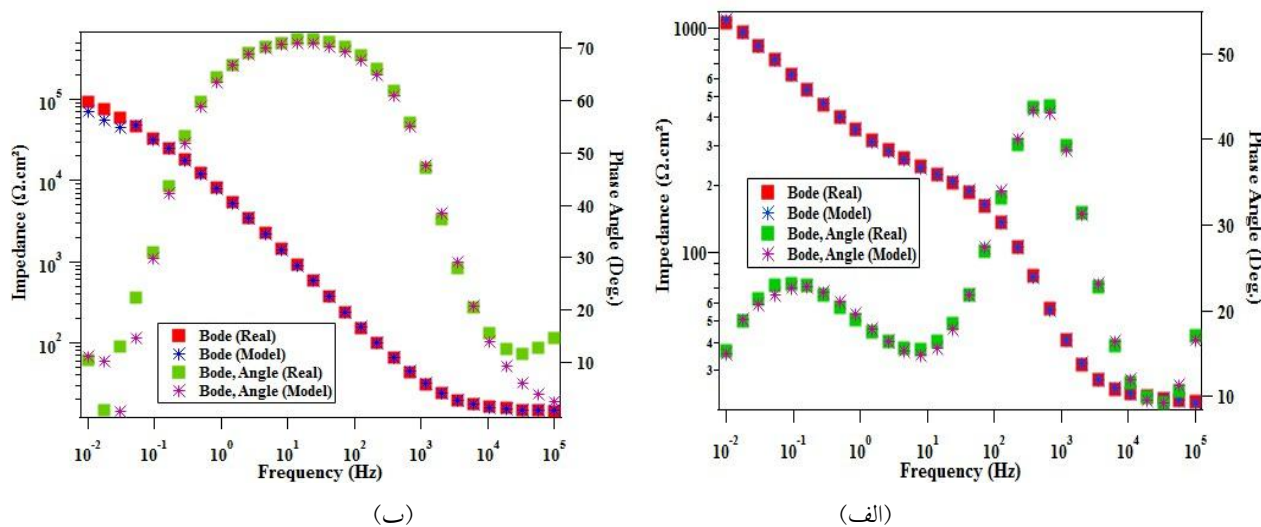 Impedance (Ω.cm²)
10⁵
10⁴
10³
10²
70
60
50
40
30
20
10
Phase Angle (Deg.)
Bode (Real)
Bode (Model)
Bode, Angle (Real)
Bode, Angle (Model)
10⁻² 10⁻¹ 10⁰ 10¹ 10² 10³ 10⁴ 10⁵
Frequency (Hz)
(ب)
Impedance (Ω.cm²)
1000
6
5
4
3
2
100
6
5
4
3
50
40
30
20
10
Phase Angle (Deg.)
Bode (Real)
Bode (Model)
Bode, Angle (Real)
Bode, Angle (Model)
10⁻² 10⁻¹ 10⁰ 10¹ 10² 10³ 10⁴ 10⁵
Frequency (Hz)
(الف)